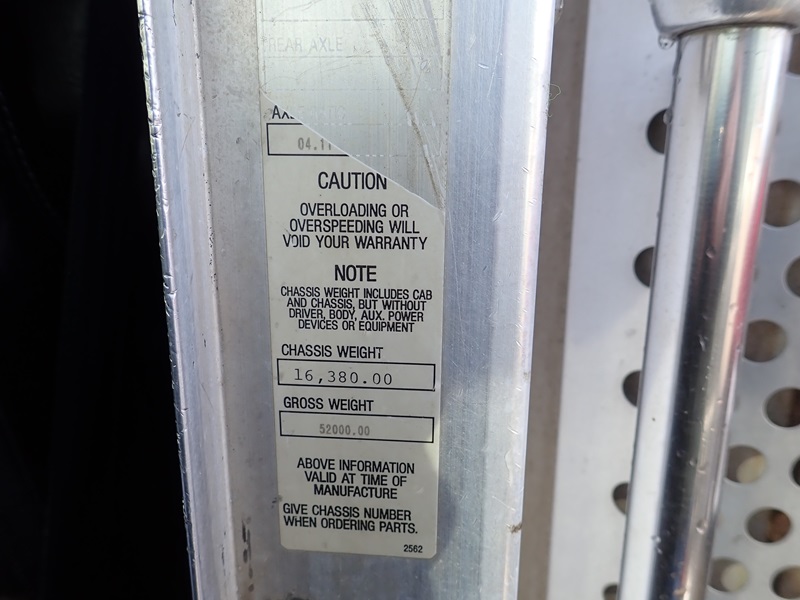 REAR AXLE
04.11
CAUTION
OVERLOADING OR
OVERSPEEDING WILL
VOID YOUR WARRANTY
NOTE
CHASSIS WEIGHT INCLUDES CAB
AND CHASSIS, BUT WITHOUT
DRIVER, BODY, AUX. POWER
DEVICES OR EQUIPMENT
CHASSIS WEIGHT
16,380.00
GROSS WEIGHT
52000.00
ABOVE INFORMATION
VALID AT TIME OF
MANUFACTURE
GIVE CHASSIS NUMBER
WHEN ORDERING PARTS.
2562